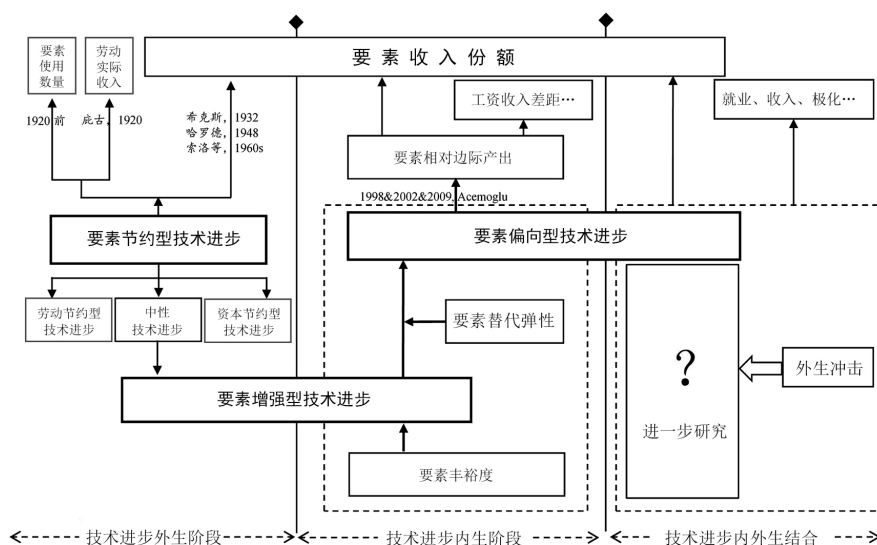 要素收入份额
要素
使用
数量
劳动
实际
收入
工资收入差距…
就业、收入、极化…
1920前
庇古，1920
希克斯，1932
哈罗德，1948
索洛等，1960s
要素相对边际产出
1998&2002&2009, Acemoglu
要素节约型技术进步
要素偏向型技术进步
劳动节约型
技术进步
中性
技术进步
资本节约型
技术进步
要素替代弹性
?
进一步研究
外生冲击
要素增强型技术进步
要素丰裕度
技术进步外生阶段
技术进步内生阶段
技术进步内外生结合